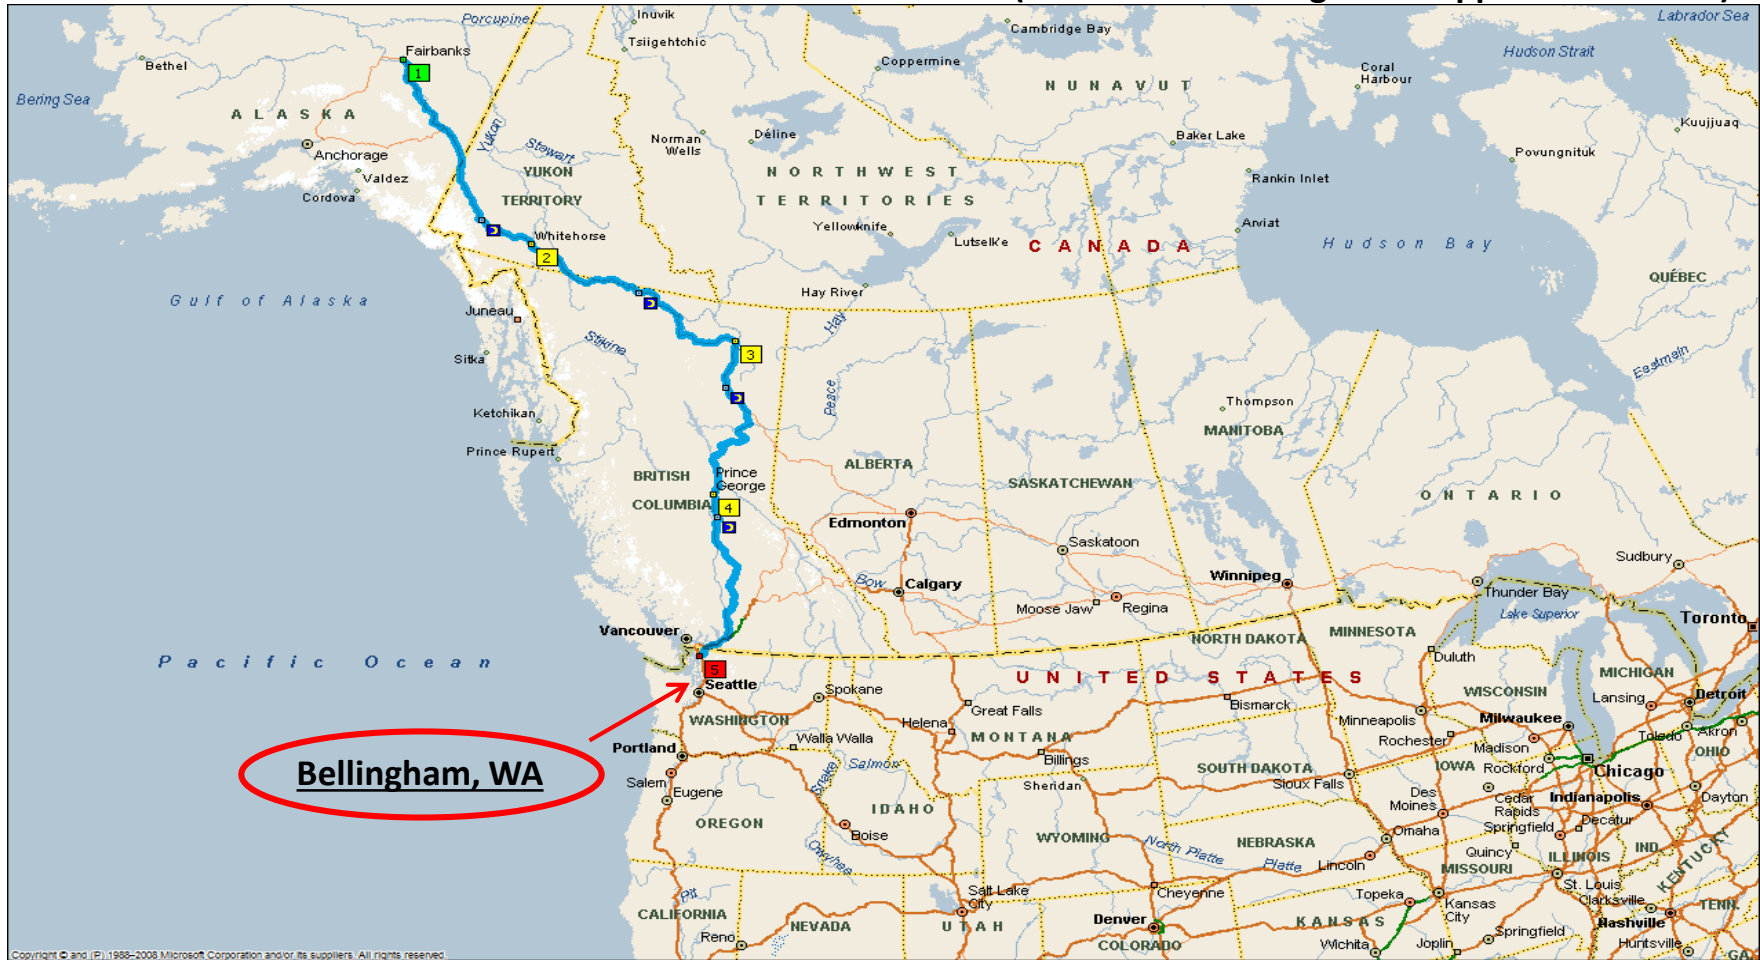 Porcupine
Inuvik
Cambridge Bay
Labrador Sea
Tsiigehtchic
Fairbanks
1
Bethel
Coppermine
Coral
Harbour
Hudson Strait
Bering Sea
ALASKA
NUNAVUT
Kuujjuaq
Yukon
Stewart
Norman
Wells
Déline
Baker Lake
Anchorage
Povungnituk
Valdez
YUKON
TERRITORY
NORTHWEST
TERRITORIES
Rankin Inlet
Cordova
Yellowknife
Lutselk'e
Arviat
Whitehorse
2
CANADA
Hudson Bay
QUÉBEC
Hay River
Gulf of Alaska
Juneau
Hay
Stikine
3
Sitka
Eastmain
Peace
Ketchikan
Thompson
MANITOBA
Prince Rupert
BRITISH
COLUMBIA
Prince
George
ALBERTA
SASKATCHEWAN
ONTARIO
4
Edmonton
Saskatoon
Sudbury
Bow
Calgary
Winnipeg
Thunder Bay
Moose Jaw
Regina
Lake Superior
Toronto
Vancouver
NORTH DAKOTA
MINNESOTA
Pacific Ocean
Duluth
5
UNITED STATES
MICHIGAN
Seattle
Spokane
Great Falls
Bismarck
WISCONSIN
Lansing
Detroit
WASHINGTON
Helena
Minneapolis
Milwaukee
MONTANA
Rochester
Madison
Toledo
Akron
Portland
Walla Walla
Billings
OHIO
Bellingham, WA
Salem
Snake
Salmon
Sheridan
SOUTH DAKOTA
Sioux Falls
IOWA
Rockford
Chicago
Eugene
IDAHO
Des
Moines
Cedar
Rapids
Indianapolis
Dayton
OREGON
Boise
WYOMING
NEBRASKA
Omaha
Springfield
Decatur
Owyhee
North Platte
Platte
Lincoln
Quincy
ILLINOIS
IND.
MISSOURI
KENTUCKY
Pit
Salt Lake
City
Cheyenne
Topeka
Kansas
City
St. Louis
Clarksville
TENN.
CALIFORNIA
NEVADA
UTAH
Denver
KANSAS
Nashville
Reno
COLORADO
Wichita
Joplin
Springfield
Huntsville
GA.
Copyright © and (P) 1988–2008 Microsoft Corporation and/or its suppliers. All rights reserved.